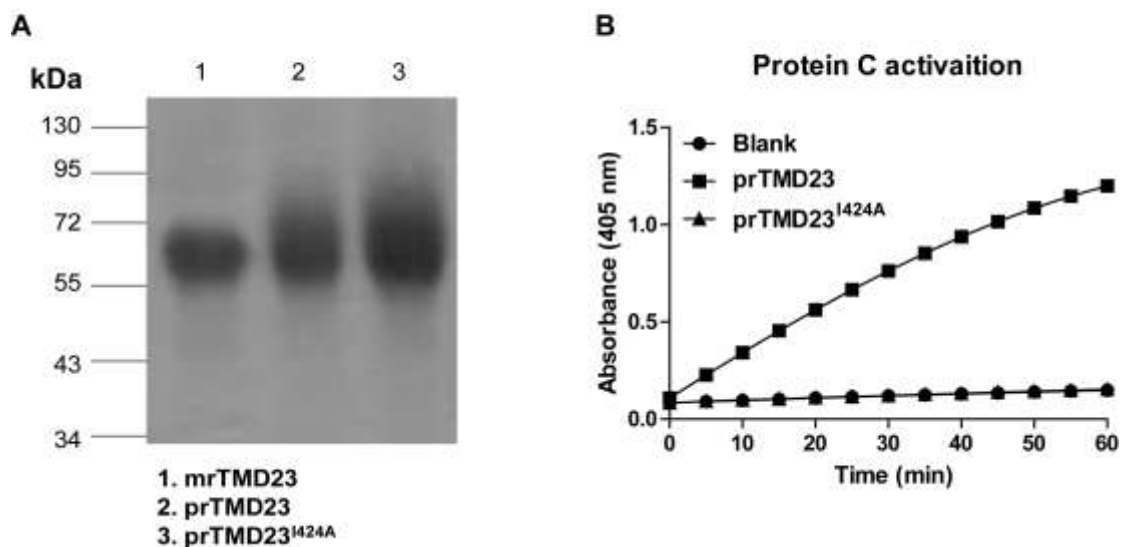 A
kDa
1 2 3
130
95
72
55
43
34
1. mrTMD23
2. prTMD23
3. prTMD23I424A
B
Protein C activaition
Absorbance (405 nm)
1.5
1.0
0.5
0.0
Blank
prTMD23
prTMD23I424A
0 10 20 30 40 50 60
Time (min)